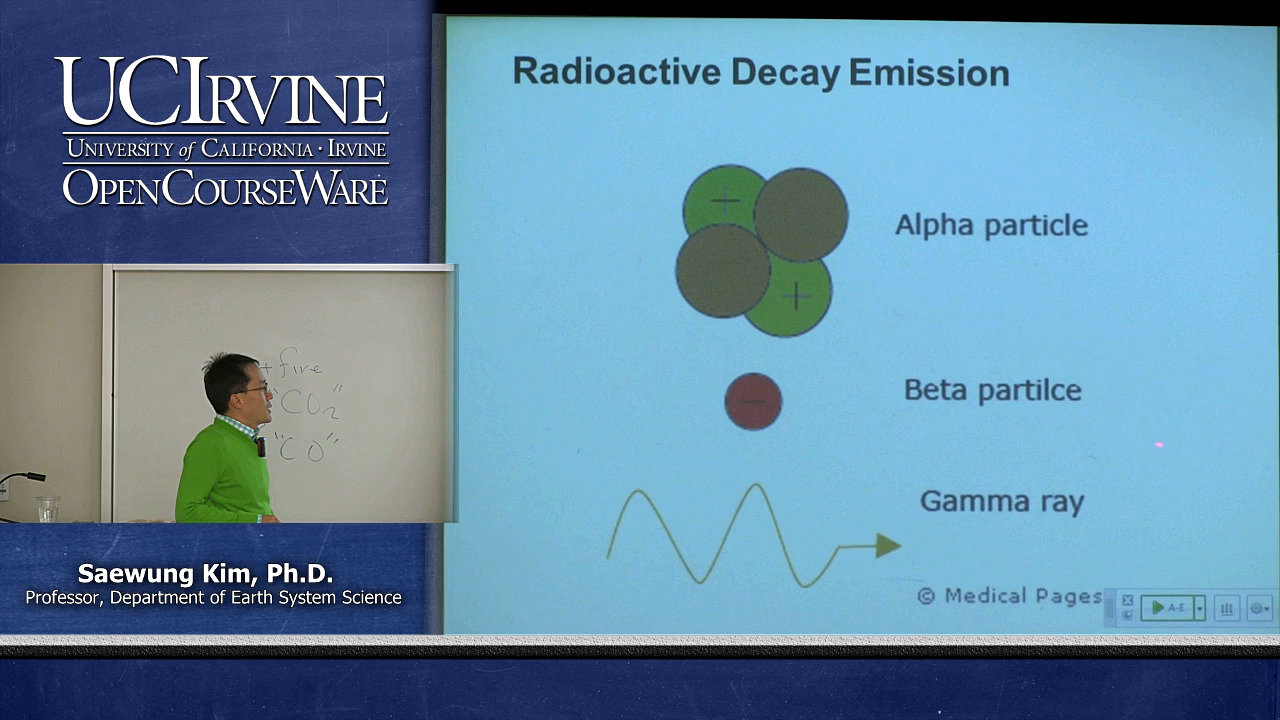 UCIRVINE
UNIVERSITY of CALIFORNIA · IRVINE
OPENCOURSEWARE
+ fire
"CO2"
"CO"
Saewung Kim, Ph.D.
Professor, Department of Earth System Science
Radioactive Decay Emission
+
+
Alpha particle
−
Beta partilce
Gamma ray
© Medical Pages
A-E